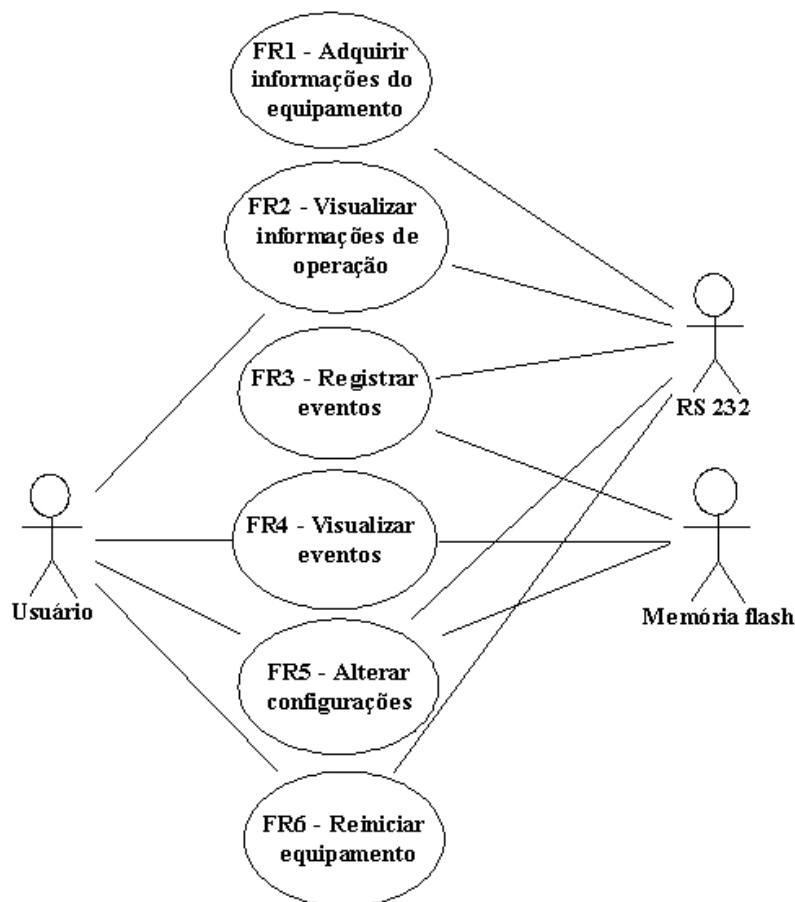 FR1 - Adquirir
informações do
equipamento
FR2 - Visualizar
informações de
operação
FR3 - Registrar
eventos
RS 232
FR4 - Visualizar
eventos
Usuário
Memória flash
FR5 - Alterar
configurações
FR6 - Reiniciar
equipamento